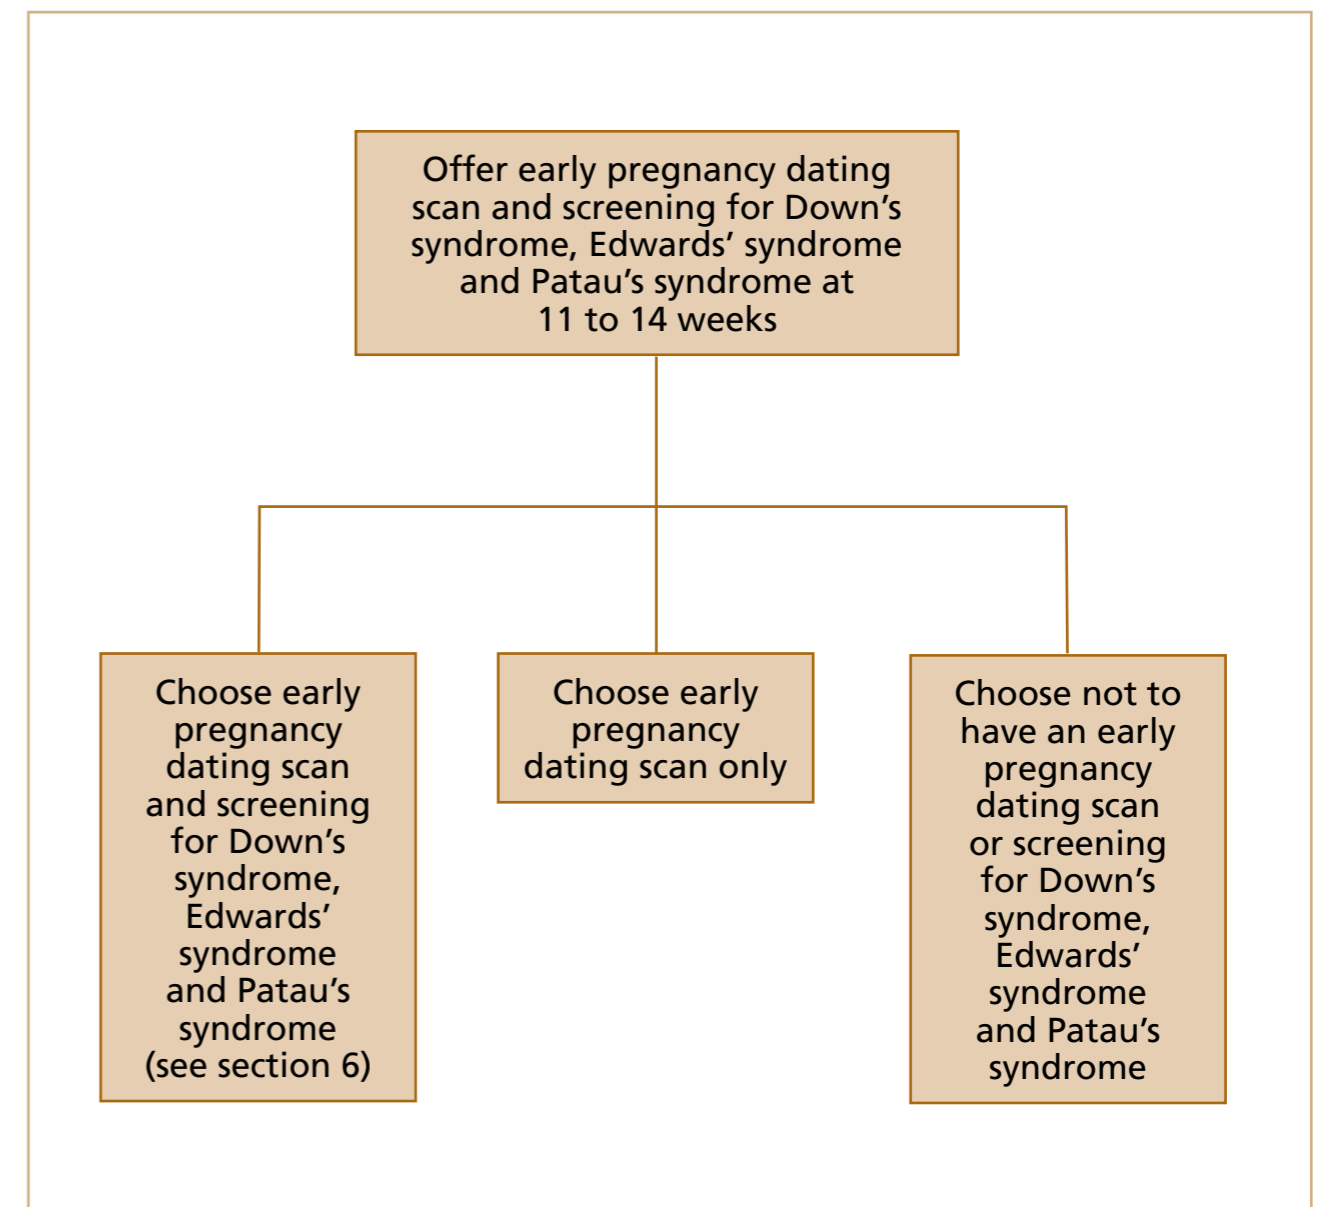 Offer early pregnancy dating
scan and screening for Down’s
syndrome, Edwards’ syndrome
and Patau’s syndrome at
11 to 14 weeks
Choose early
pregnancy
dating scan
and screening
for Down’s
syndrome,
Edwards’
syndrome
and Patau’s
syndrome
(see section 6)
Choose early
pregnancy
dating scan only
Choose not to
have an early
pregnancy
dating scan
or screening
for Down’s
syndrome,
Edwards’
syndrome
and Patau’s
syndrome